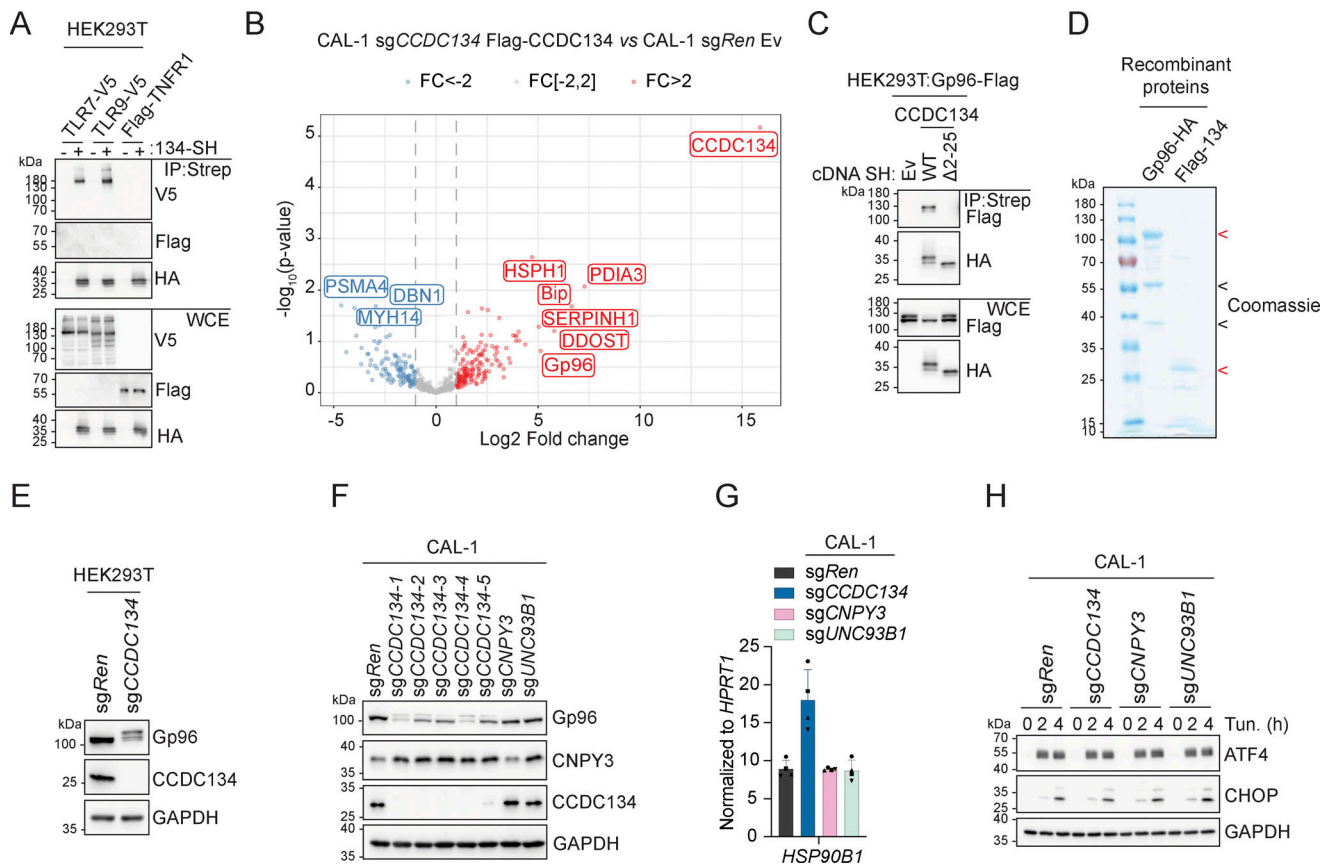 A
HEK293T
TLR7-V5
TLR9-V5
Flag-TNFR1
- + - + - + :134-SH
kDa
IP:Strep
180
130
100
70
V5
70
55
Flag
40
35
25
HA
WCE
180
130
100
70
V5
70
55
Flag
40
35
25
HA
B
CAL-1 sgCCDC134 Flag-CCDC134 vs CAL-1 sgRen Ev
FC<-2
FC[-2,2]
FC>2
-log10(p-value)
5
4
3
2
1
0
CCDC134
HSPH1
PDIA3
PSMA4
DBN1
Bip
MYH14
SERPINH1
DDOST
Gp96
-5
0
5
10
15
Log2 Fold change
C
HEK293T:Gp96-Flag
CCDC134
cDNA SH: Ev WT Δ2-25
kDa
180
130
100
IP:Strep
Flag
40
35
25
HA
180
130
100
WCE
Flag
40
35
25
HA
D
Recombinant
proteins
Gp96-HA
Flag-134
kDa
180
130
100
70
55
40
35
25
15
10
<
<
<
<
Coomassie
E
HEK293T
sgRen
sgCCDC134
kDa
100
Gp96
25
CCDC134
35
GAPDH
F
CAL-1
sgRen
sgCCDC134-1
sgCCDC134-2
sgCCDC134-3
sgCCDC134-4
sgCCDC134-5
sgCNPY3
sgUNC93B1
kDa
100
Gp96
40
35
CNPY3
35
25
CCDC134
40
35
GAPDH
G
CAL-1
sgRen
sgCCDC134
sgCNPY3
sgUNC93B1
Normalized to HPRT1
25
20
15
10
5
0
HSP90B1
H
CAL-1
sgRen
sgCCDC134
sgCNPY3
sgUNC93B1
0 2 4 0 2 4 0 2 4 0 2 4 Tun. (h)
kDa
70
55
40
ATF4
35
25
CHOP
40
35
GAPDH